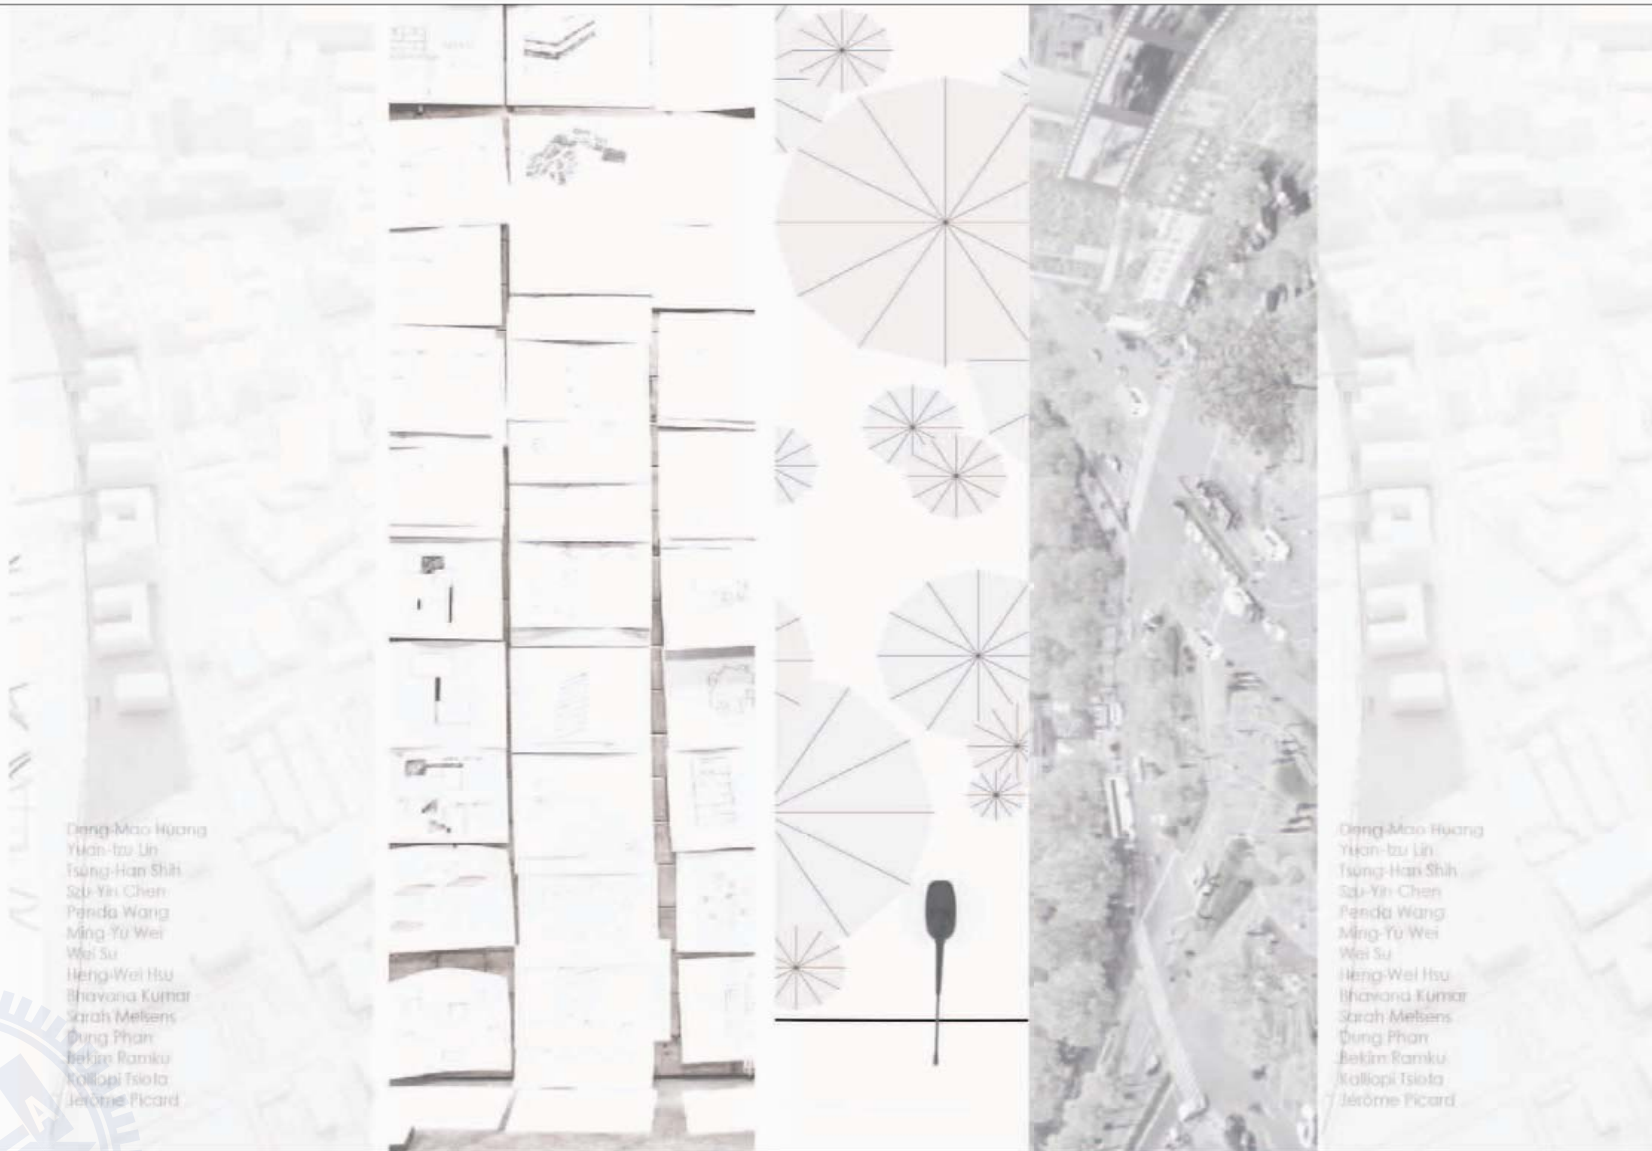 Dong-Mao Huang
Yuan-Izu Lin
Tsung-Han Shih
Szu-Yin Chen
Penda Wang
Ming-Yu Wei
Wei Su
Heng-Wei Hsu
Bhavana Kumar
Sarah Melsens
Dung Phan
Bekim Ramku
Kalliopi Tsiota
Jérôme Picard
Dong-Mao Huang
Yuan-Izu Lin
Tsung-Han Shih
Szu-Yin Chen
Penda Wang
Ming-Yu Wei
Wei Su
Heng-Wei Hsu
Bhavana Kumar
Sarah Melsens
Dung Phan
Bekim Ramku
Kalliopi Tsiota
Jérôme Picard